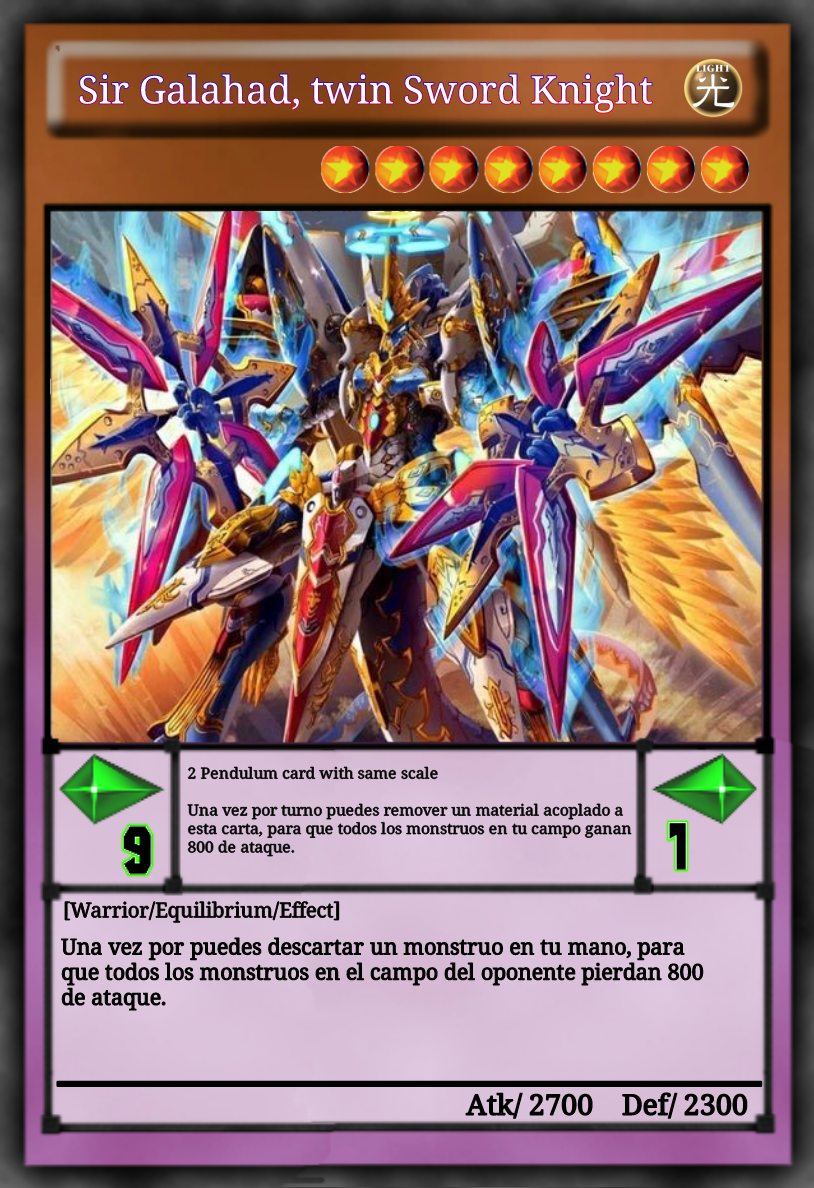 Sir Galahad, twin Sword Knight
LIGHT
光
2 Pendulum card with same scale
Una vez por turno puedes remover un material acoplado a
esta carta, para que todos los monstruos en tu campo ganan
800 de ataque.
9
1
[Warrior/Equilibrium/Effect]
Una vez por puedes descartar un monstruo en tu mano, para
que todos los monstruos en el campo del oponente pierdan 800
de ataque.
Atk/ 2700 Def/ 2300